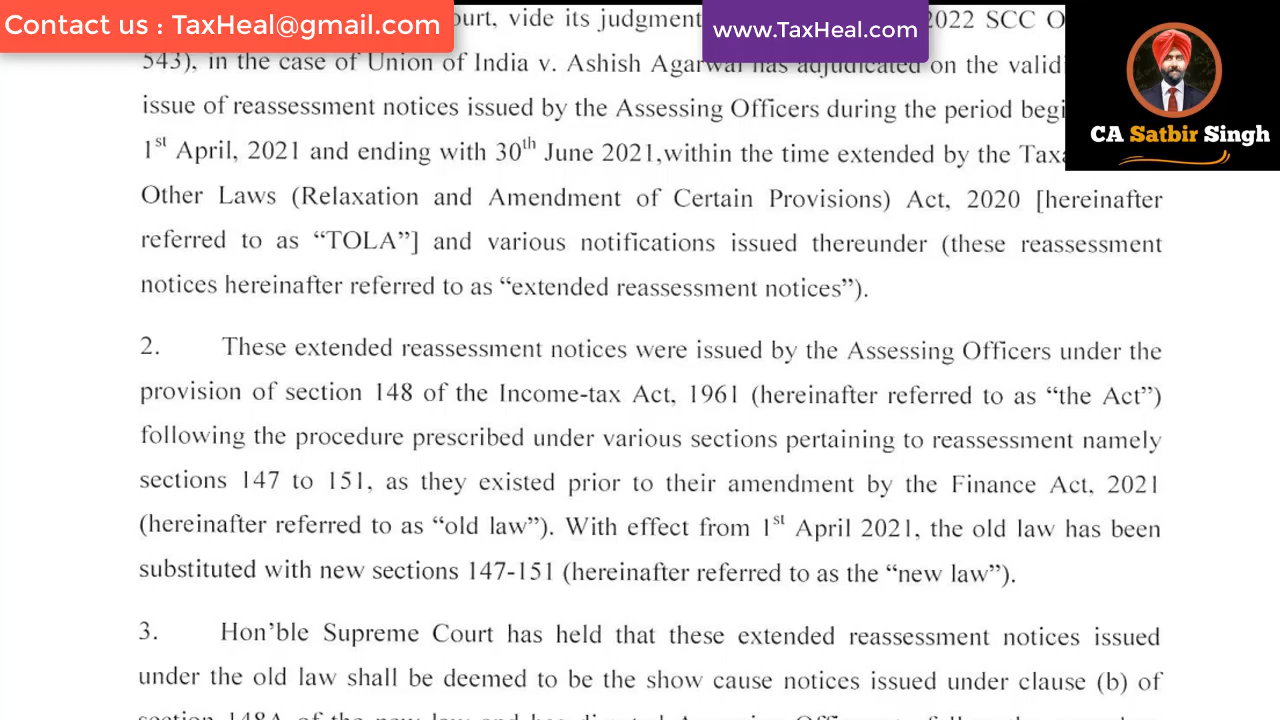 Contact us : TaxHeal@gmail.com
www.TaxHeal.com
CA Satbir Singh
vide its judgment 2022 SCC
543), in the case of Union of India v. Ashish Agarwal has adjudicated on the
issue of reassessment notices issued by the Assessing Officers during the period
1st April, 2021 and ending with 30th June 2021,within the time extended by the
Other Laws (Relaxation and Amendment of Certain Provisions) Act, 2020 [hereinafter
referred to as “TOLA”] and various notifications issued thereunder (these reassessment
notices hereinafter referred to as “extended reassessment notices”).
2. These extended reassessment notices were issued by the Assessing Officers under the
provision of section 148 of the Income-tax Act, 1961 (hereinafter referred to as “the Act”)
following the procedure prescribed under various sections pertaining to reassessment namely
sections 147 to 151, as they existed prior to their amendment by the Finance Act, 2021
(hereinafter referred to as “old law”). With effect from 1st April 2021, the old law has been
substituted with new sections 147-151 (hereinafter referred to as the “new law”).
3. Hon’ble Supreme Court has held that these extended reassessment notices issued
under the old law shall be deemed to be the show cause notices issued under clause (b) of